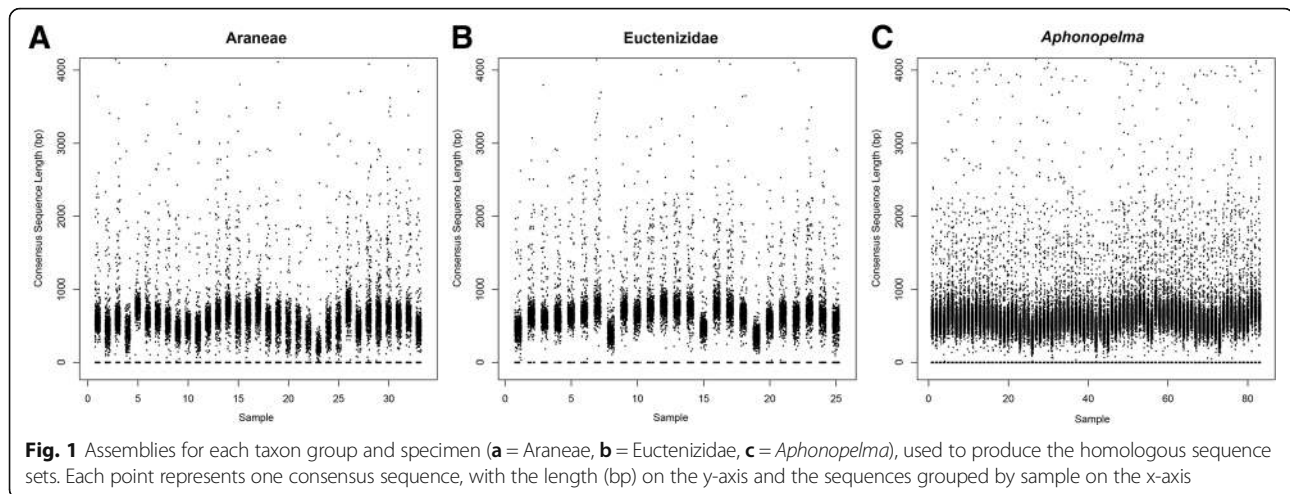 A
Araneae
Consensus Sequence Length (bp)
4000
3000
2000
1000
0
0 5 10 15 20 25 30
Sample
B
Euctenizidae
Consensus Sequence Length (bp)
4000
3000
2000
1000
0
0 5 10 15 20 25
Sample
C
Aphonopelma
Consensus Sequence Length (bp)
4000
3000
2000
1000
0
0 20 40 60 80
Sample
Fig. 1 Assemblies for each taxon group and specimen (a = Araneae, b = Euctenizidae, c = Aphonopelma), used to produce the homologous sequence
sets. Each point represents one consensus sequence, with the length (bp) on the y-axis and the sequences grouped by sample on the x-axis